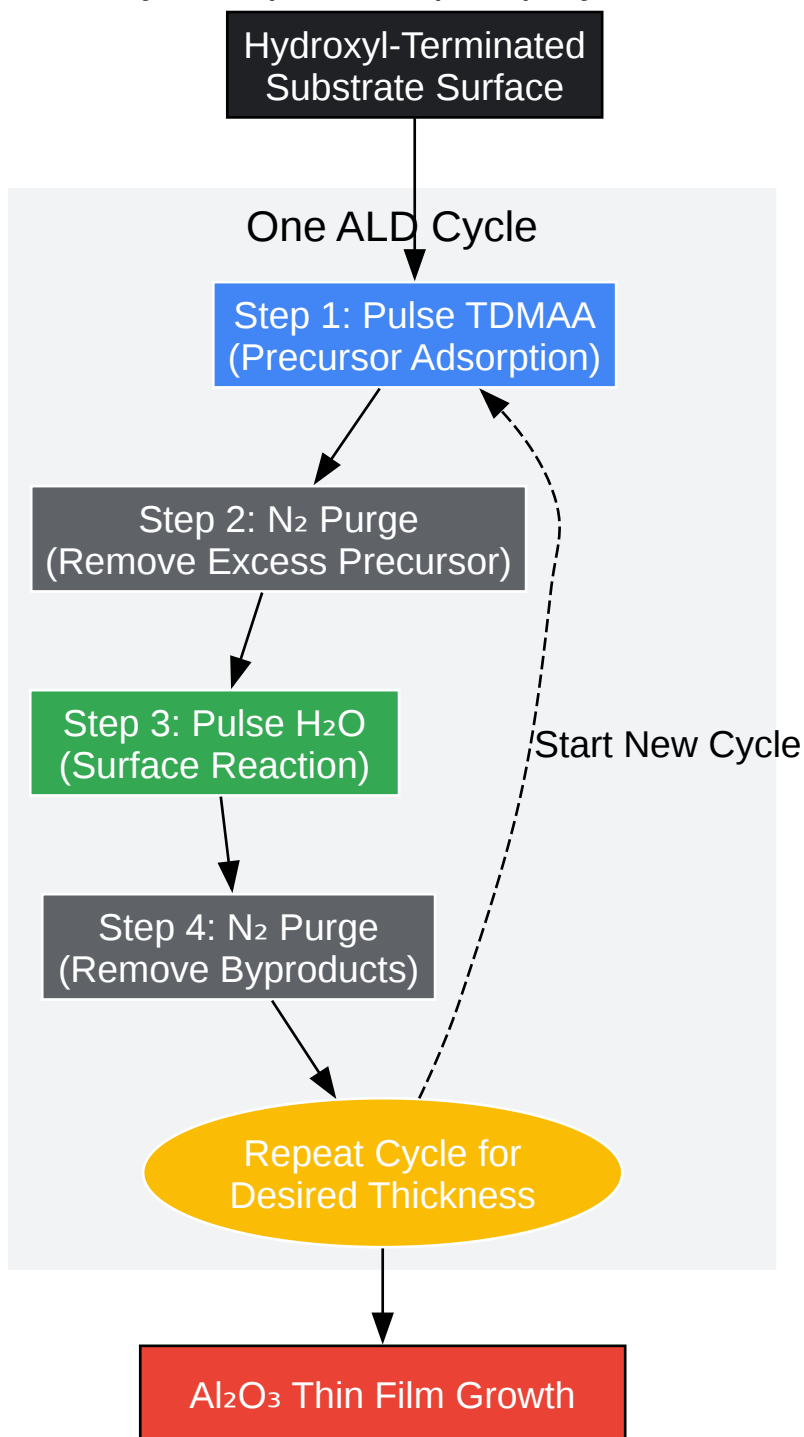 Hydroxyl-Terminated
Substrate Surface
One ALD Cycle
Step 1: Pulse TDMAA
(Precursor Adsorption)
Step 2: N₂ Purge
(Remove Excess Precursor)
Step 3: Pulse H₂O
(Surface Reaction)
Start New Cycle
Step 4: N₂ Purge
(Remove Byproducts)
Repeat Cycle for
Desired Thickness
Al₂O₃ Thin Film Growth